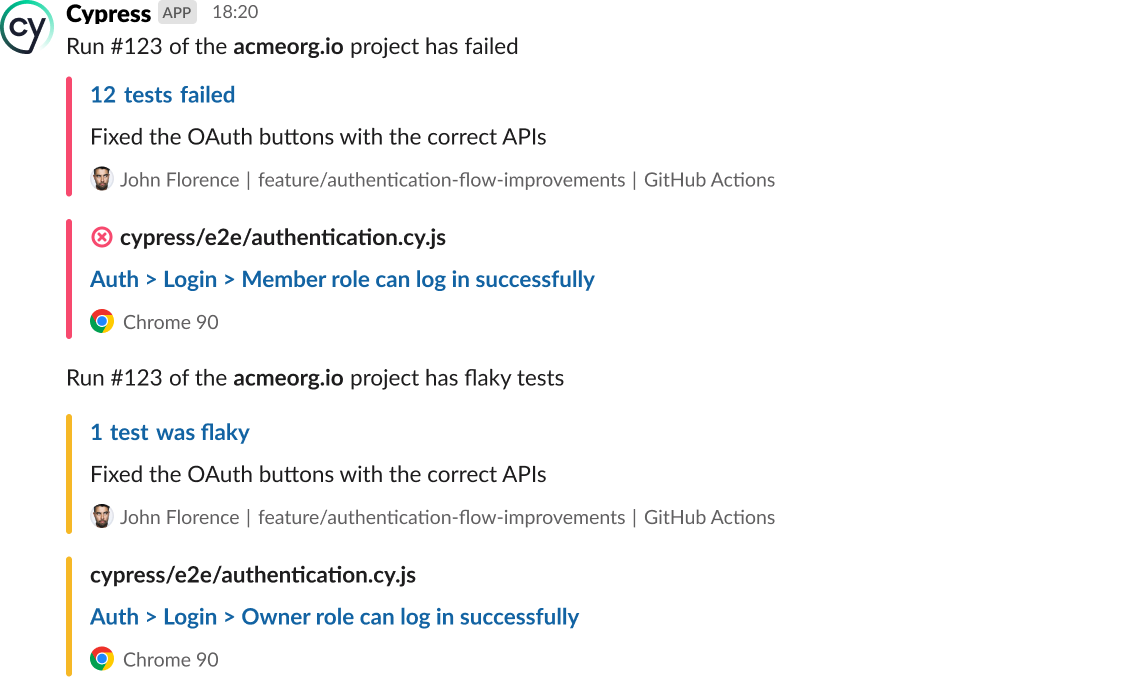 cy
Cypress APP 18:20
Run #123 of the acmeorg.io project has failed
12 tests failed
Fixed the OAuth buttons with the correct APIs
John Florence | feature/authentication-flow-improvements | GitHub Actions
cypress/e2e/authentication.cy.js
Auth > Login > Member role can log in successfully
Chrome 90
Run #123 of the acmeorg.io project has flaky tests
1 test was flaky
Fixed the OAuth buttons with the correct APIs
John Florence | feature/authentication-flow-improvements | GitHub Actions
cypress/e2e/authentication.cy.js
Auth > Login > Owner role can log in successfully
Chrome 90